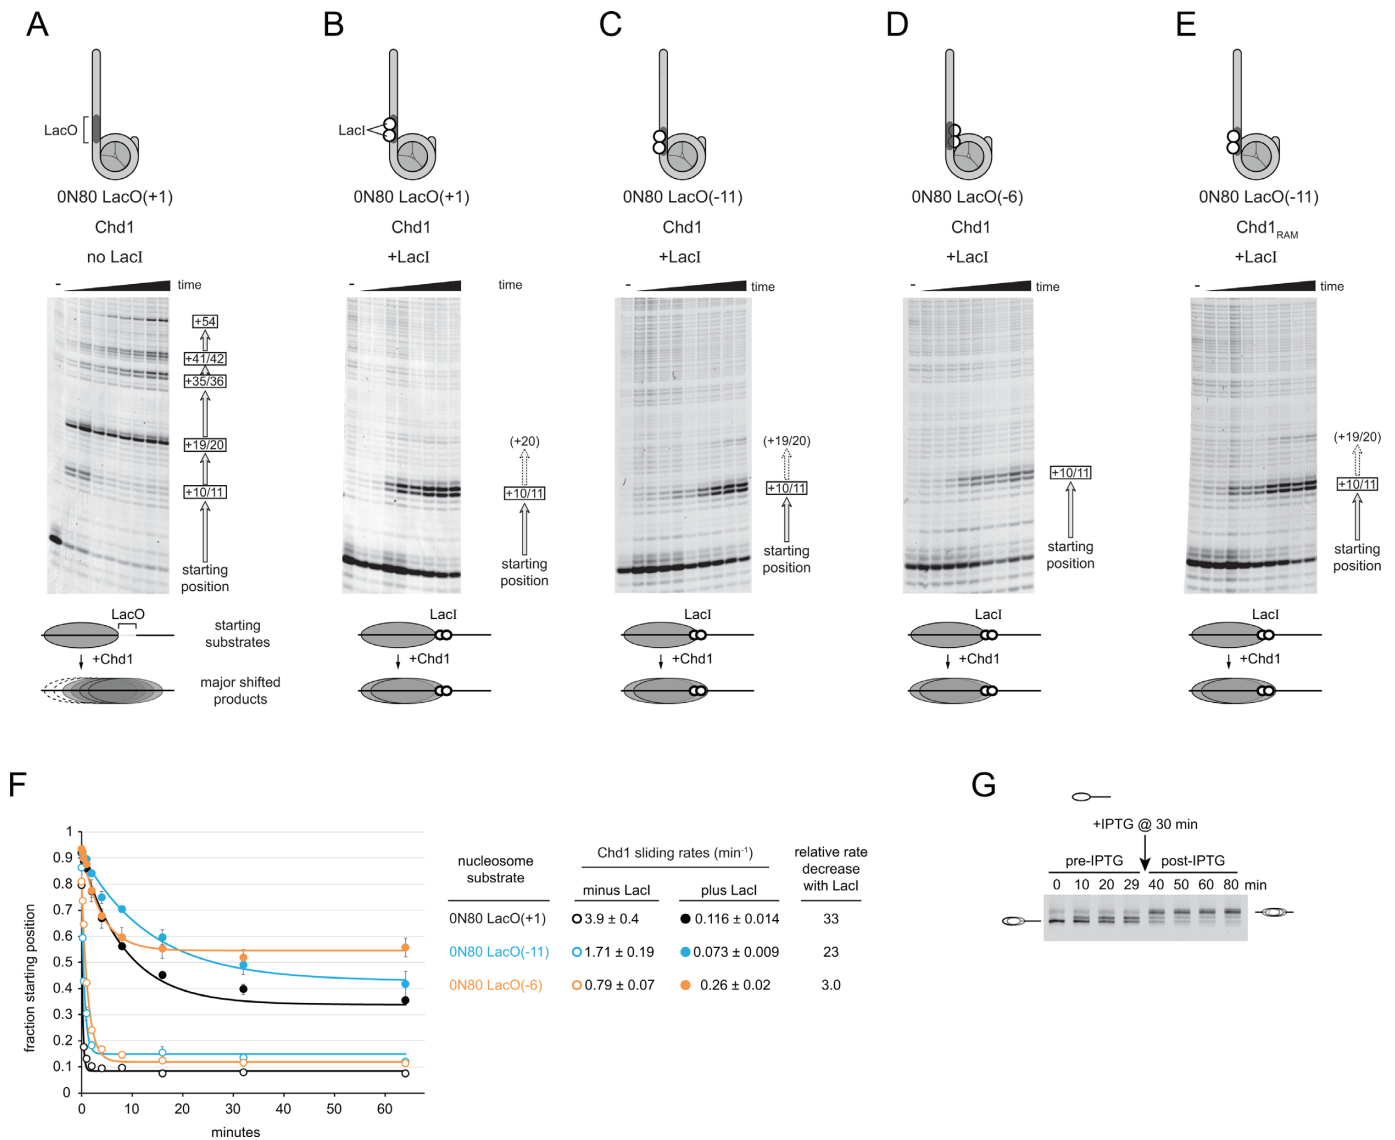 A
LacO
0N80 LacO(+1)
Chd1
no LacI
- time
+54
+41/42
+35/36
+19/20
+10/11
starting
position
LacO
starting
substrates
+Chd1
major shifted
products
B
LacI
0N80 LacO(+1)
Chd1
+LacI
- time
(+20)
+10/11
starting
position
LacI
+Chd1
C
0N80 LacO(-11)
Chd1
+LacI
- time
(+19/20)
+10/11
starting
position
LacI
+Chd1
D
0N80 LacO(-6)
Chd1
+LacI
- time
+10/11
starting
position
LacI
+Chd1
E
0N80 LacO(-11)
Chd1RAM
+LacI
- time
(+19/20)
+10/11
starting
position
LacI
+Chd1
F
fraction starting position
1
0.9
0.8
0.7
0.6
0.5
0.4
0.3
0.2
0.1
0
0 10 20 30 40 50 60
minutes
nucleosome
substrate
Chd1 sliding rates (min⁻¹)
minus LacI plus LacI
relative rate
decrease
with LacI
0N80 LacO(+1) 3.9 ± 0.4 0.116 ± 0.014 33
0N80 LacO(-11) 1.71 ± 0.19 0.073 ± 0.009 23
0N80 LacO(-6) 0.79 ± 0.07 0.26 ± 0.02 3.0
G
+IPTG @ 30 min
pre-IPTG post-IPTG
0 10 20 29 40 50 60 80 min